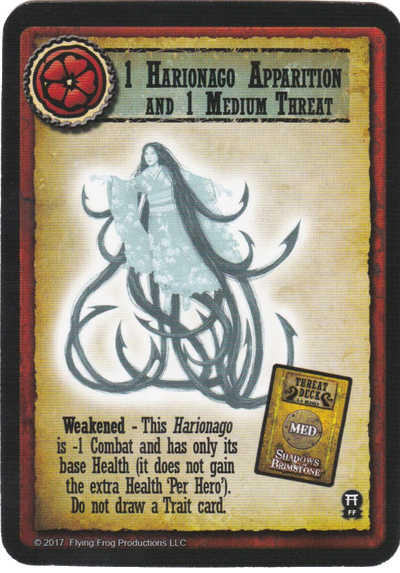 1 Harionago Apparition
and 1 Medium Threat
Threat
Deck
MED
Shadows
of
Brimstone
Weakened - This Harionago
is -1 Combat and has only its
base Health (it does not gain
the extra Health 'Per Hero').
Do not draw a Trait card.
FF
© 2017 Flying Frog Productions LLC